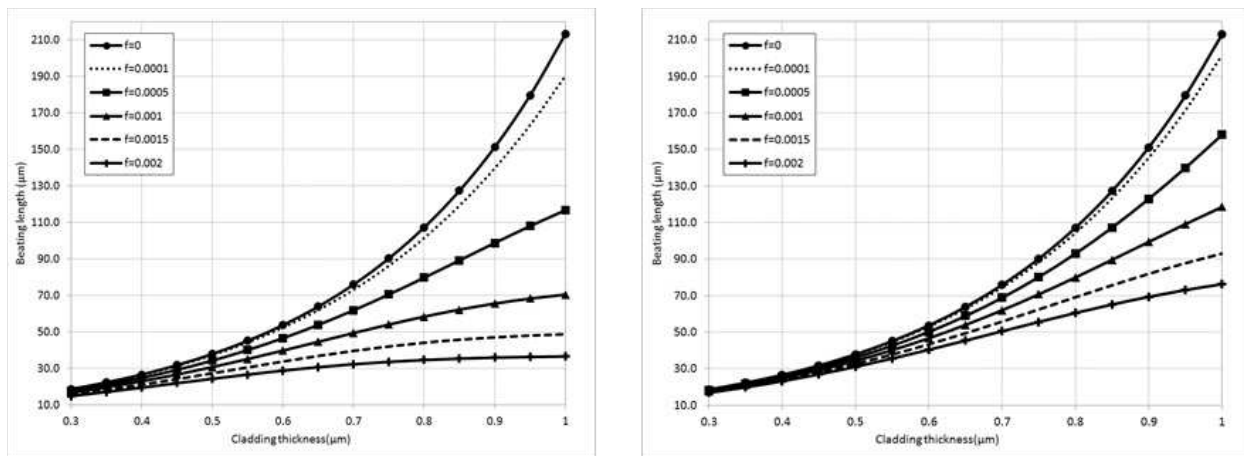 210.0
190.0
170.0
150.0
130.0
110.0
90.0
70.0
50.0
30.0
10.0
Beating length (μm)
f=0
f=0.0001
f=0.0005
f=0.001
f=0.0015
f=0.002
0.3 0.4 0.5 0.6 0.7 0.8 0.9 1
Cladding thickness(μm)
210.0
190.0
170.0
150.0
130.0
110.0
90.0
70.0
50.0
30.0
10.0
Beating length (μm)
f=0
f=0.0001
f=0.0005
f=0.001
f=0.0015
f=0.002
0.3 0.4 0.5 0.6 0.7 0.8 0.9 1
Cladding thickness(μm)